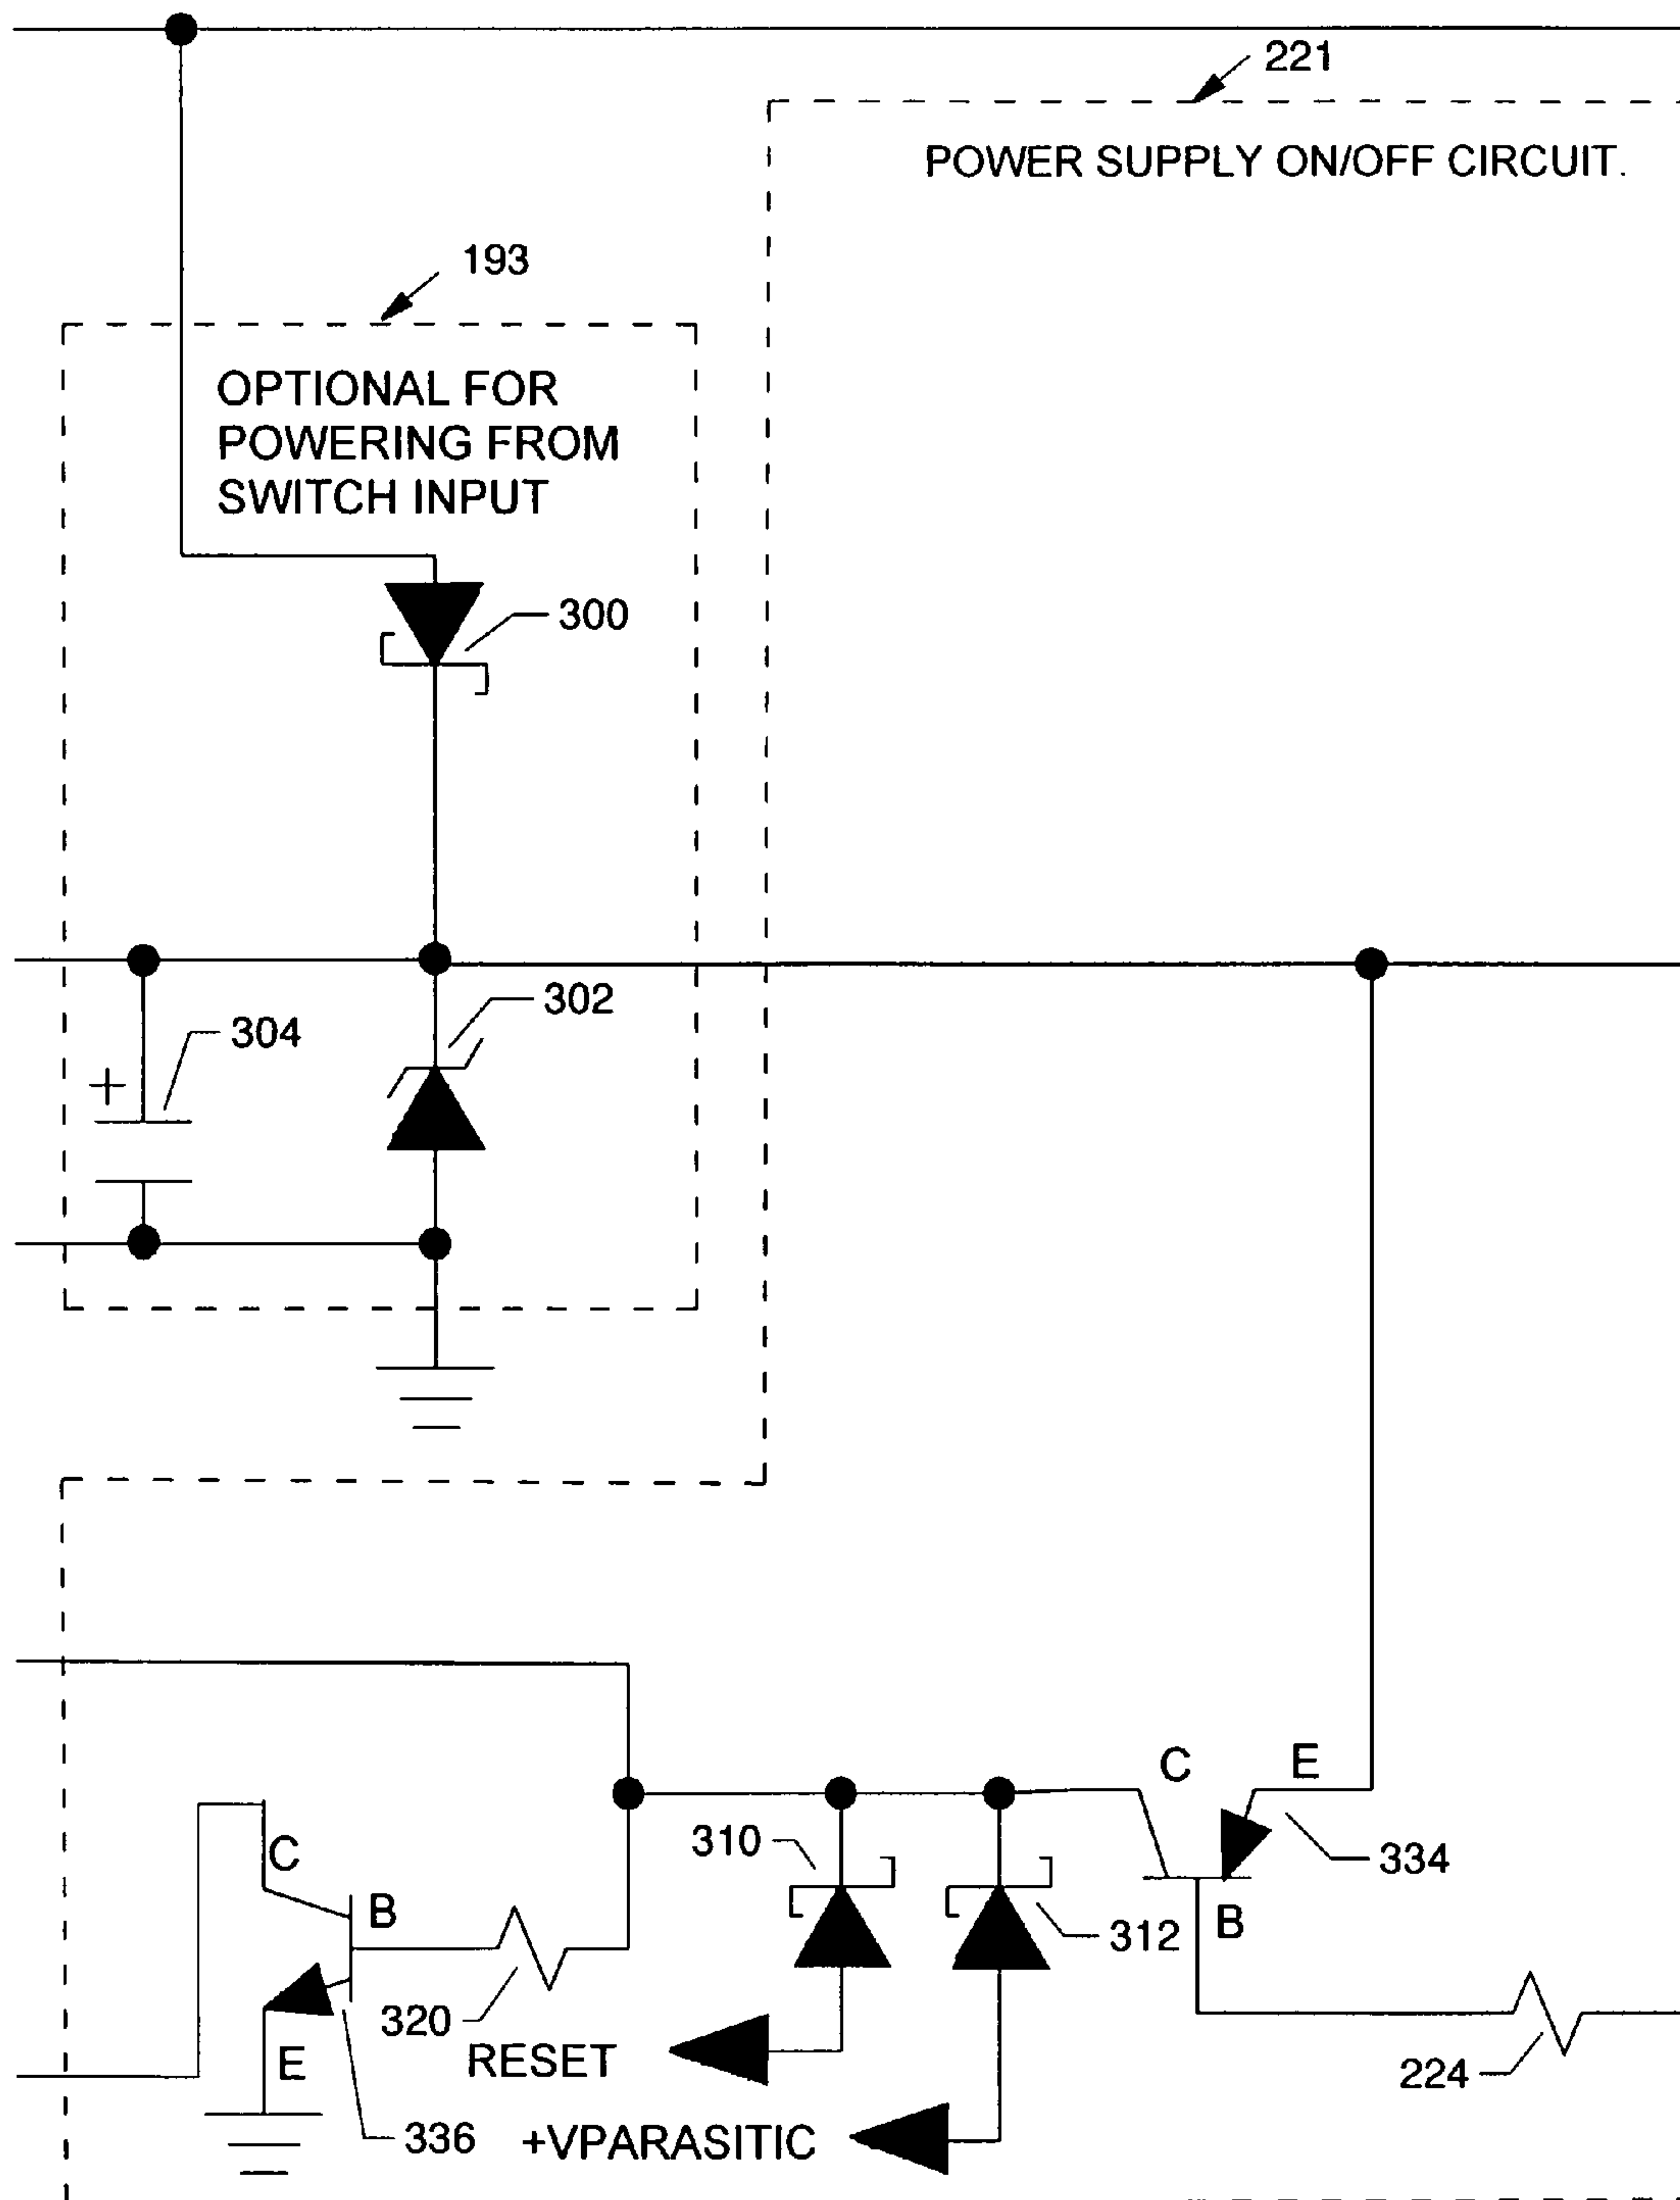 221
POWER SUPPLY ON/OFF CIRCUIT.
193
OPTIONAL FOR
POWERING FROM
SWITCH INPUT
300
302
304
+
C
E
310
334
C
B
B
312
320
RESET
224
E
336
+VPARASITIC